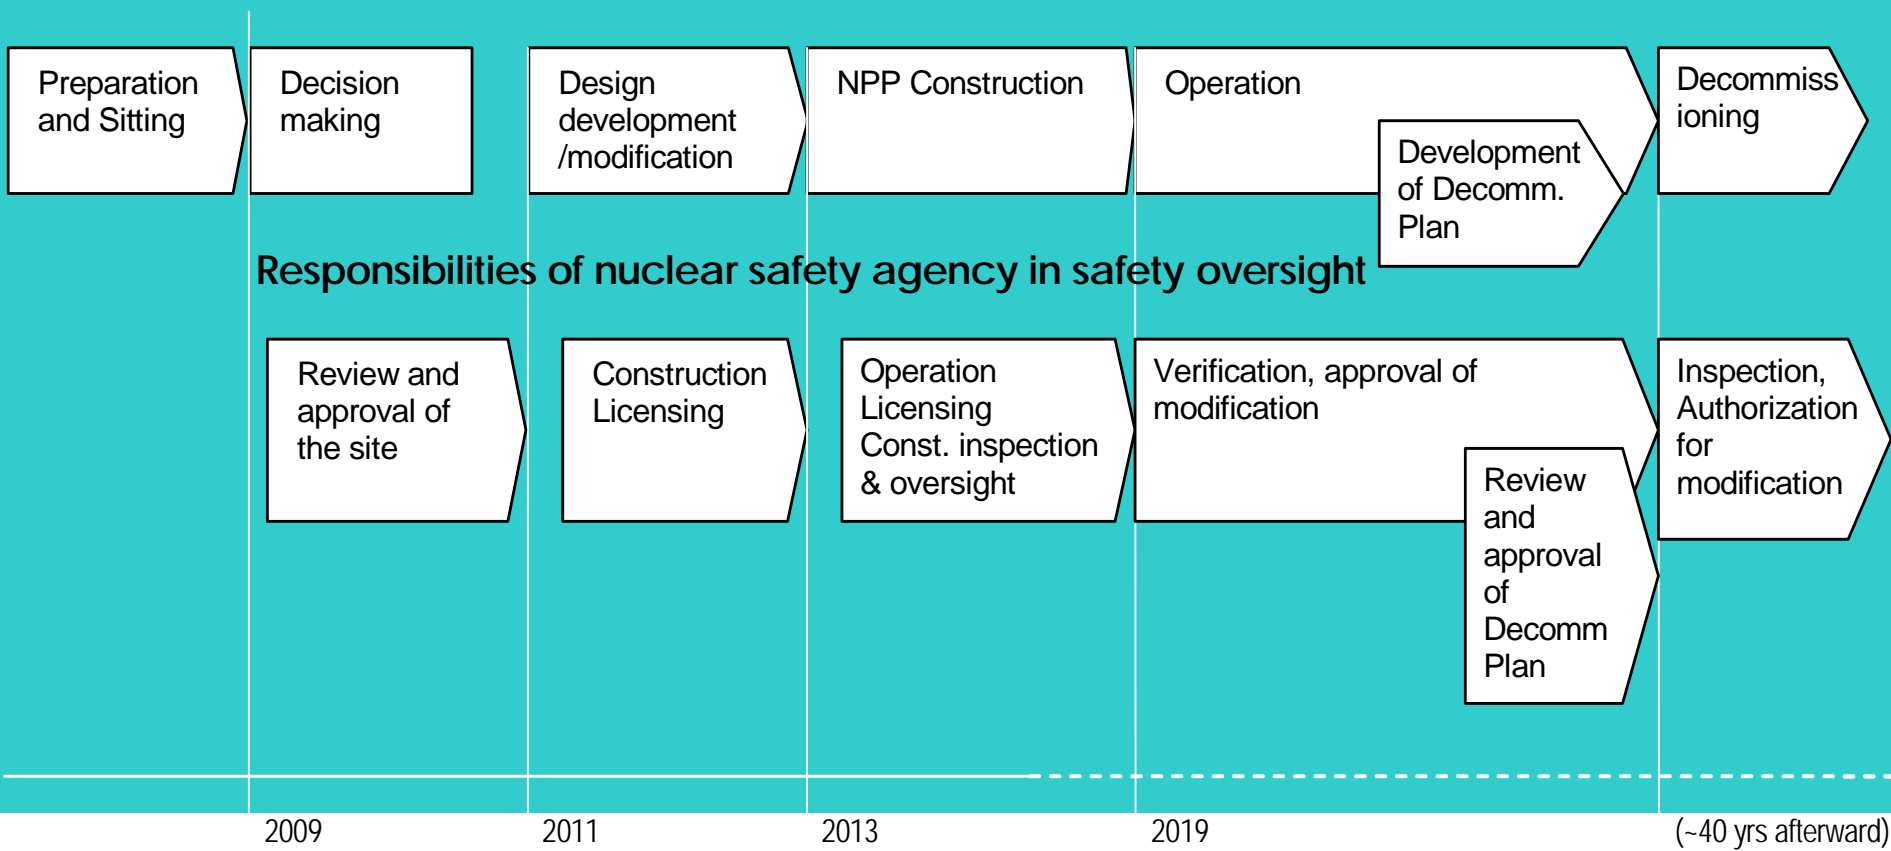 Preparation
and Sitting
Decision
making
Design
development
/modification
NPP Construction
Operation
Development
of Decomm.
Plan
Decommiss
ioning
Responsibilities of nuclear safety agency in safety oversight
Review and
approval of
the site
Construction
Licensing
Operation
Licensing
Const. inspection
& oversight
Verification, approval of
modification
Review
and
approval
of
Decomm
Plan
Inspection,
Authorization
for
modification
2009
2011
2013
2019
(~40 yrs afterward)